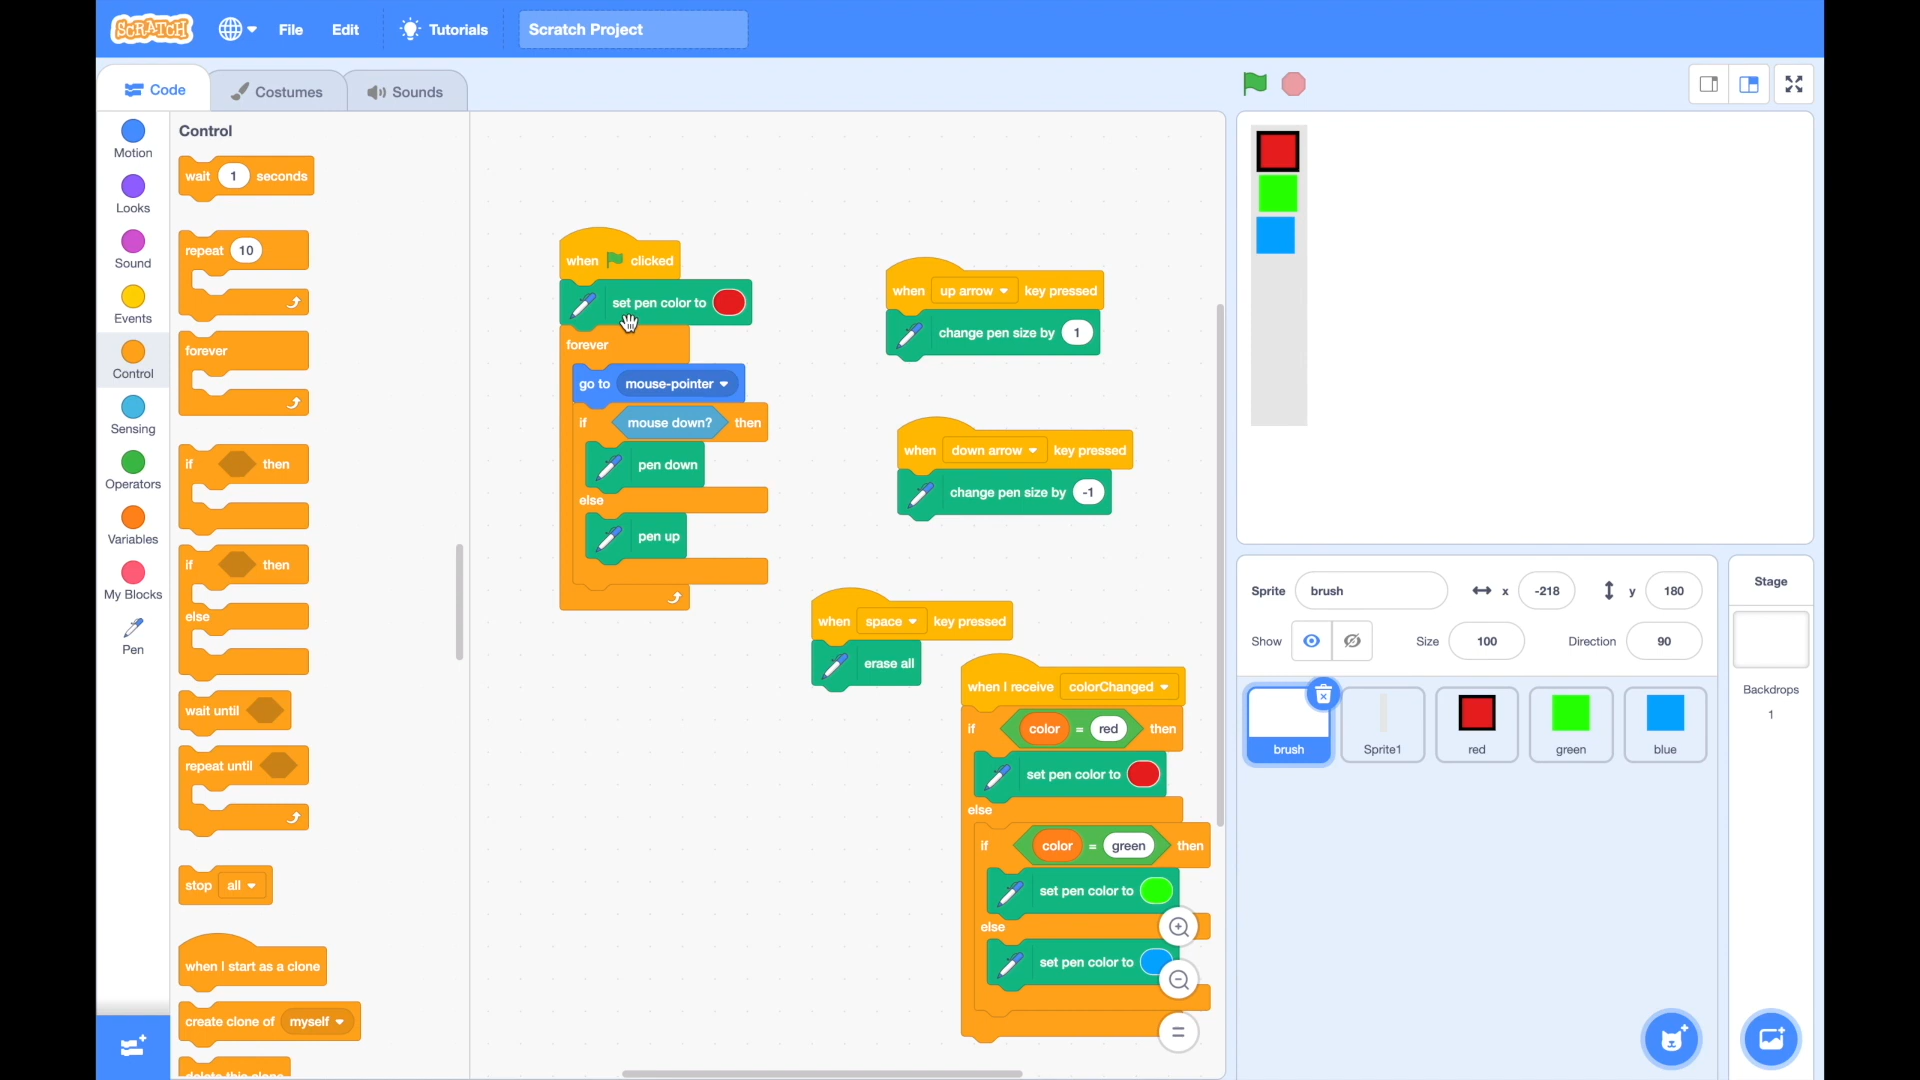 SCRATCH
File
Edit
Tutorials
Scratch Project
Code
Costumes
Sounds
Motion
Looks
Sound
Events
Control
Sensing
Operators
Variables
My Blocks
Pen
Control
wait 1 seconds
repeat 10
forever
if then
if then
else
wait until
repeat until
stop all
when I start as a clone
create clone of myself
delete this clone
when clicked
set pen color to
forever
go to mouse-pointer
if mouse down? then
pen down
else
pen up
when up arrow key pressed
change pen size by 1
when down arrow key pressed
change pen size by -1
when space key pressed
erase all
when I receive colorChanged
if color = red then
set pen color to
else
if color = green then
set pen color to
else
set pen color to
Sprite brush x -218 y 180
Show Size 100 Direction 90
brush
Sprite1
red
green
blue
Stage
Backdrops
1